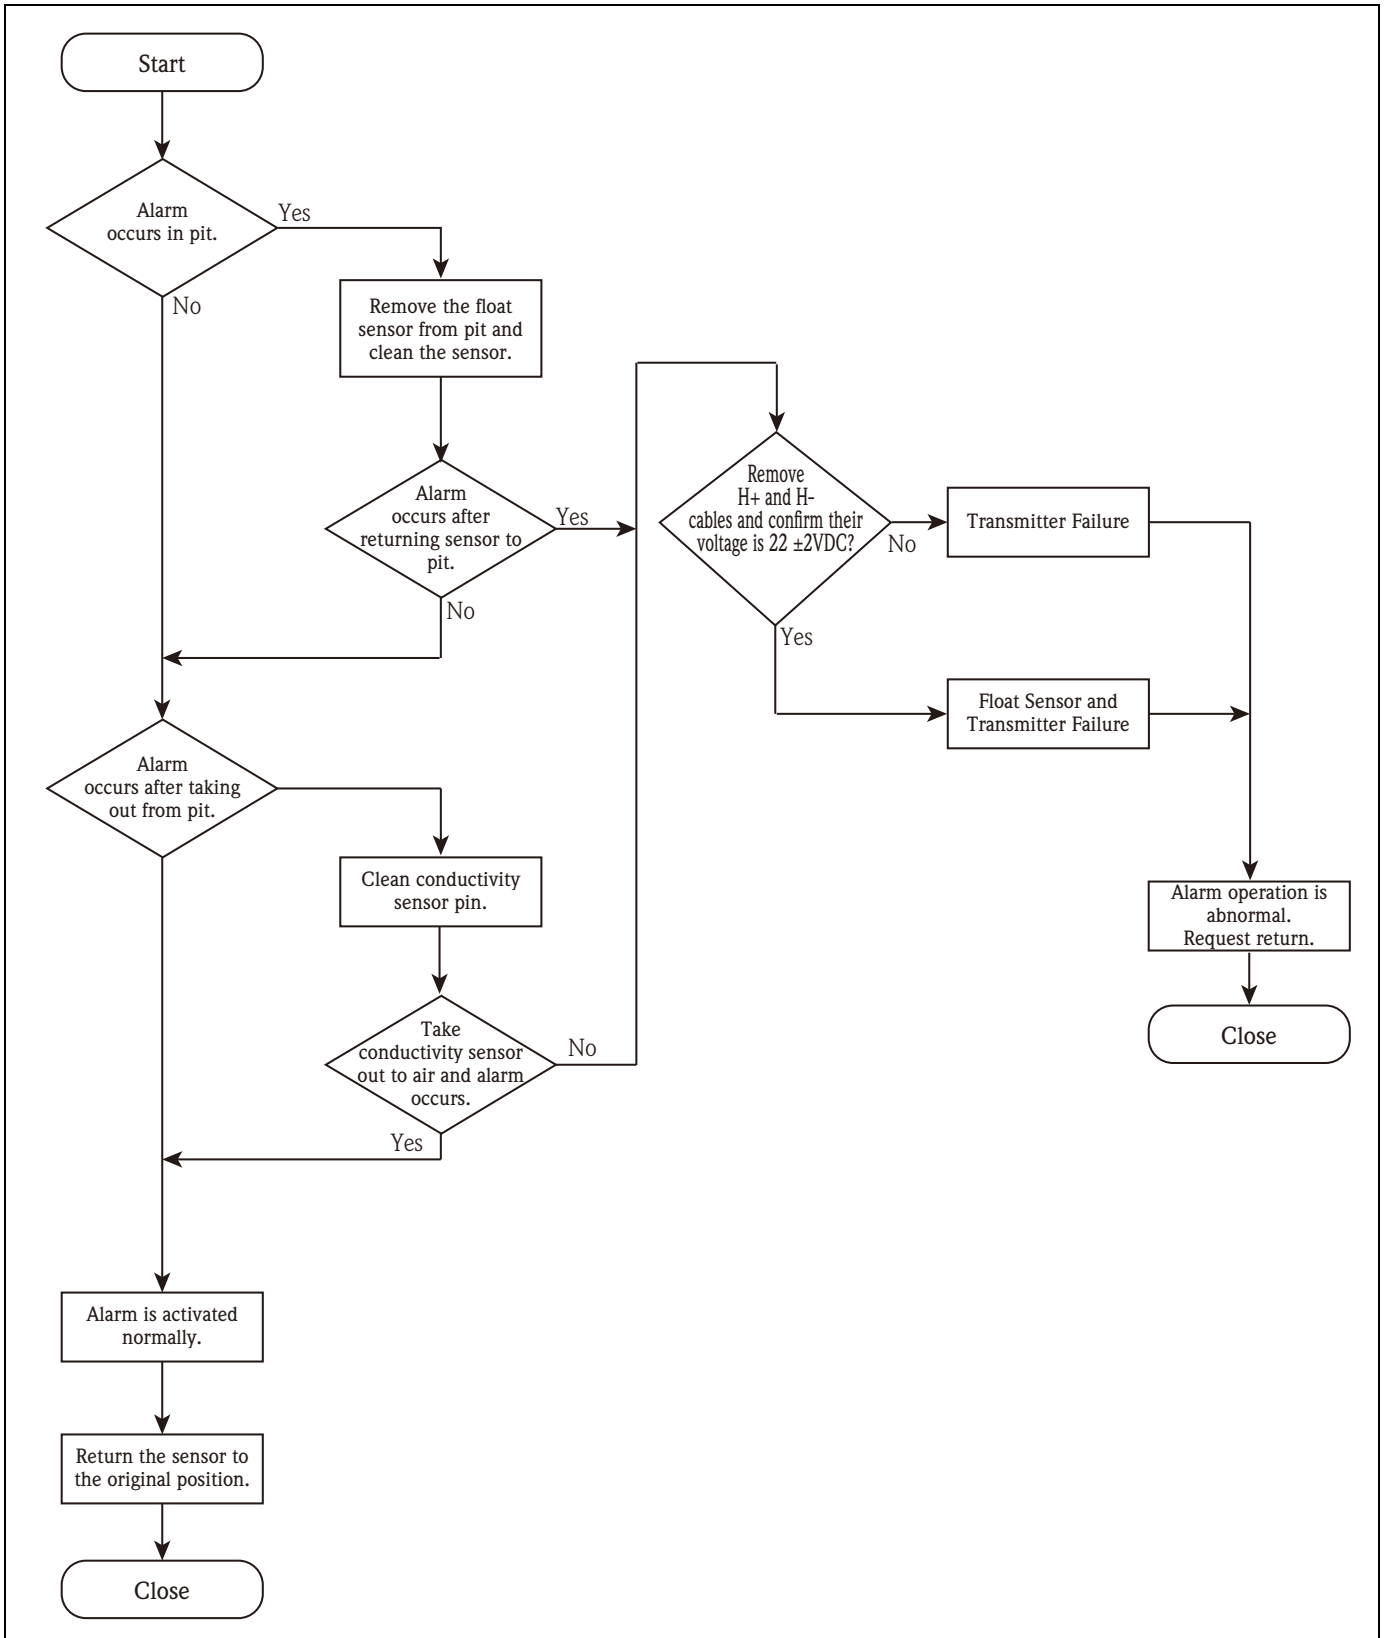 Start
Alarm
occurs in pit.
Yes
No
Remove the float
sensor from pit and
clean the sensor.
Alarm
occurs after
returning sensor to
pit.
Yes
No
Remove
H+ and H-
cables and confirm their
voltage is 22 ±2VDC?
No
Yes
Transmitter Failure
Float Sensor and
Transmitter Failure
Alarm
occurs after taking
out from pit.
Clean conductivity
sensor pin.
Take
conductivity sensor
out to air and alarm
occurs.
No
Yes
Alarm operation is
abnormal.
Request return.
Close
Alarm is activated
normally.
Return the sensor to
the original position.
Close